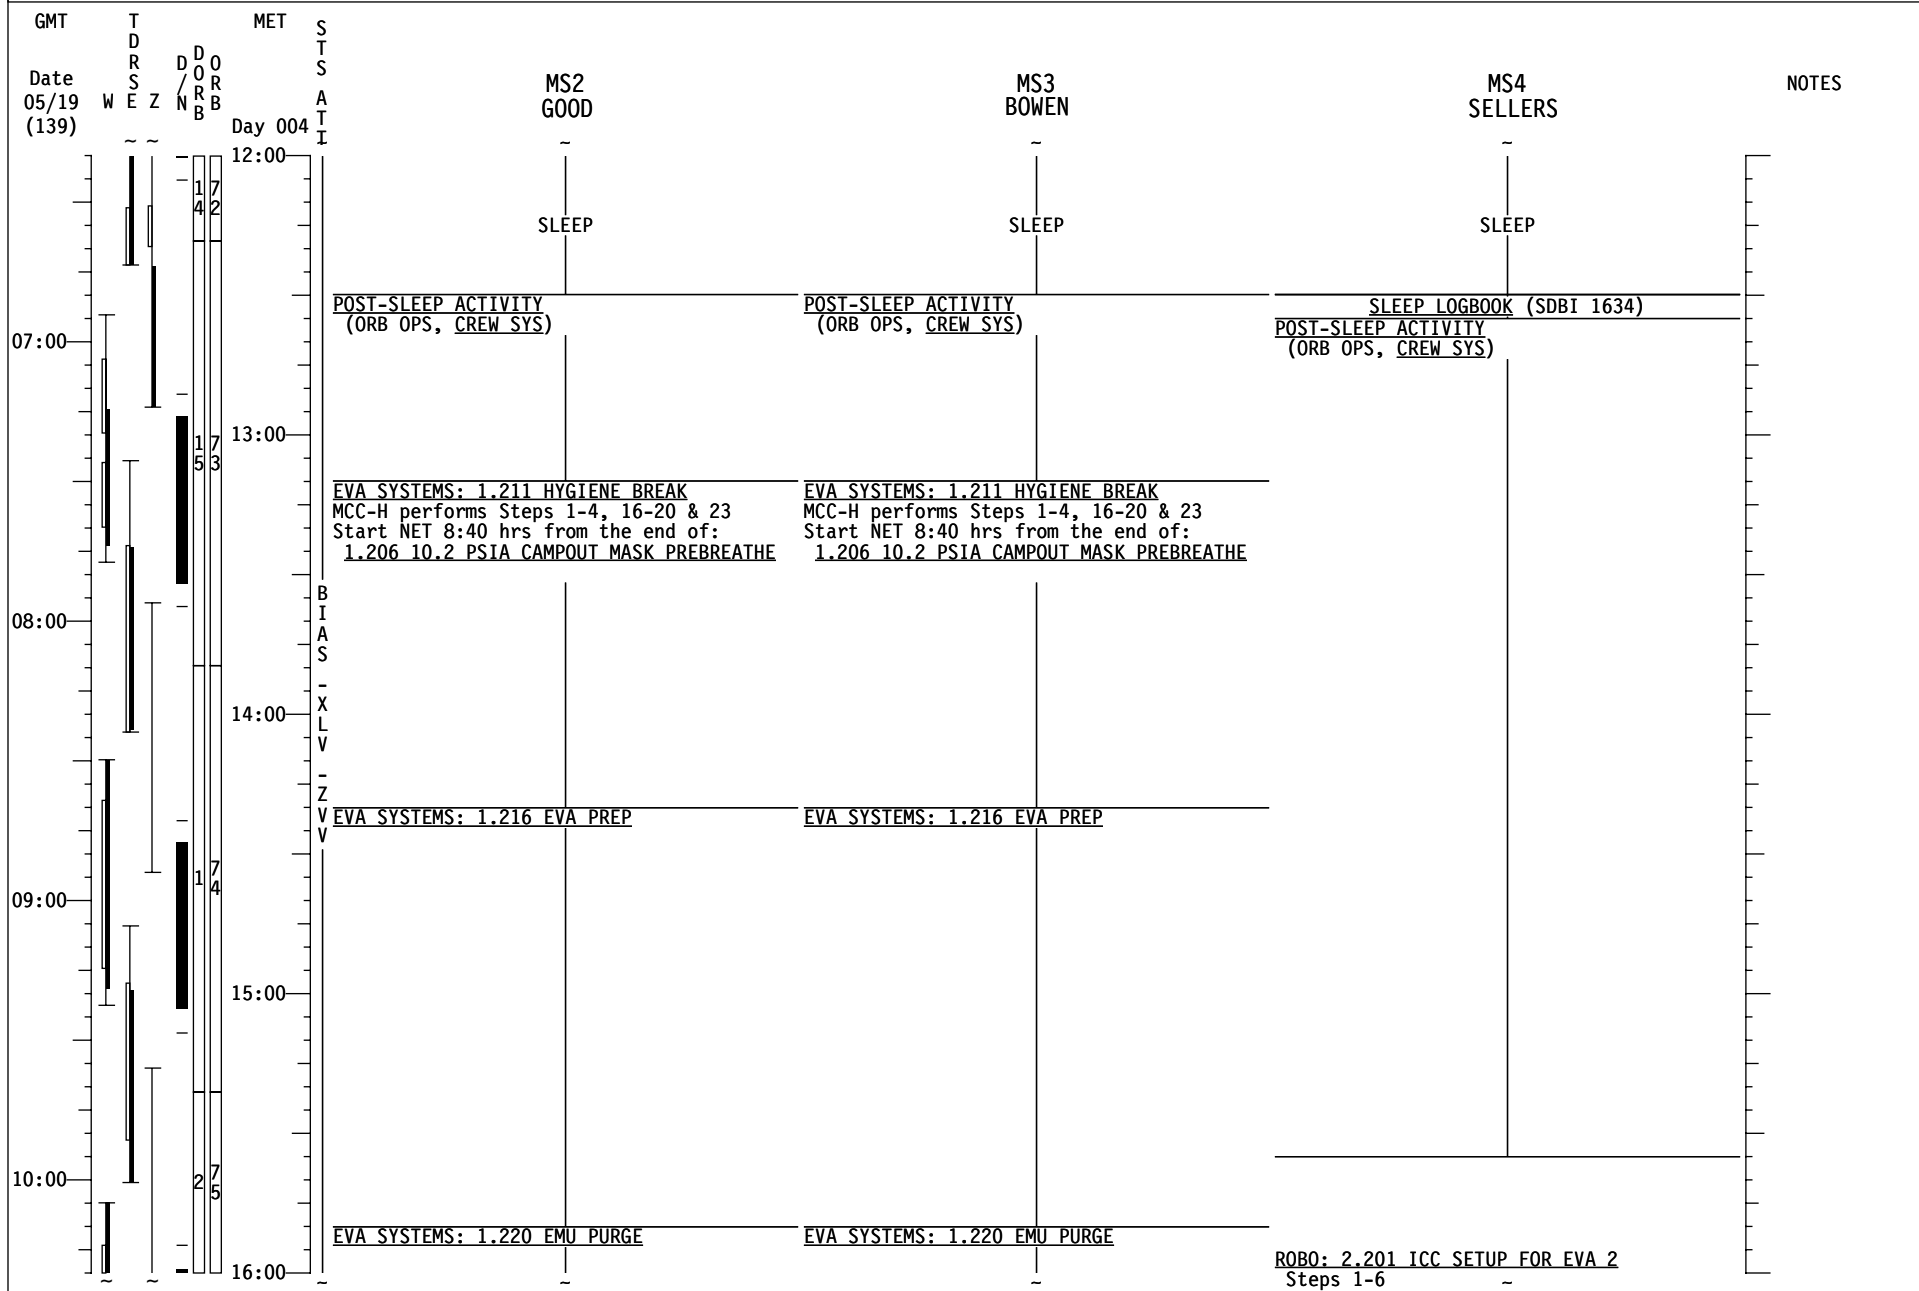 GMT
Date
05/19
(139)
TDRS
W E Z
D/N
DORB
ORB
MET
Day 004
STS ATT
MS2
GOOD
MS3
BOWEN
MS4
SELLERS
NOTES
~ ~ ~ ~ ~
12:00
14
72
SLEEP SLEEP SLEEP
POST-SLEEP ACTIVITY
(ORB OPS, CREW SYS)
POST-SLEEP ACTIVITY
(ORB OPS, CREW SYS)
SLEEP LOGBOOK (SDBI 1634)
POST-SLEEP ACTIVITY
(ORB OPS, CREW SYS)
07:00
13:00
15
73
EVA SYSTEMS: 1.211 HYGIENE BREAK
MCC-H performs Steps 1-4, 16-20 & 23
Start NET 8:40 hrs from the end of:
1.206 10.2 PSIA CAMPOUT MASK PREBREATHE
EVA SYSTEMS: 1.211 HYGIENE BREAK
MCC-H performs Steps 1-4, 16-20 & 23
Start NET 8:40 hrs from the end of:
1.206 10.2 PSIA CAMPOUT MASK PREBREATHE
BIAS -XLV -ZVV
08:00
14:00
EVA SYSTEMS: 1.216 EVA PREP
EVA SYSTEMS: 1.216 EVA PREP
1
74
09:00
15:00
10:00
2
75
EVA SYSTEMS: 1.220 EMU PURGE
EVA SYSTEMS: 1.220 EMU PURGE
ROBO: 2.201 ICC SETUP FOR EVA 2
Steps 1-6
16:00
~ ~ ~ ~ ~ ~